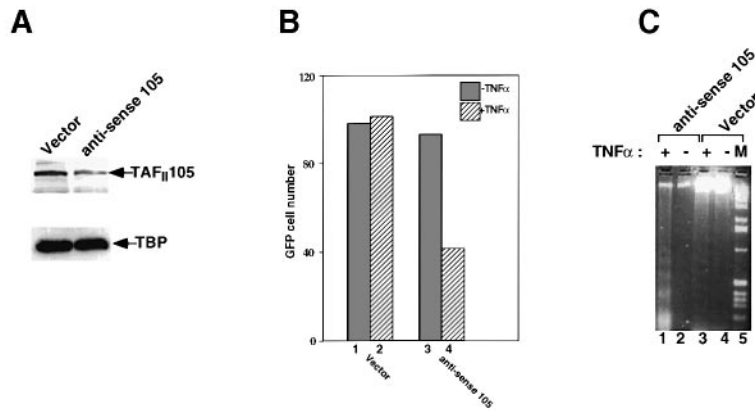 A
Vector
anti-sense 105
TAFII105
TBP
B
120
80
40
0
GFP cell number
-TNFα
+TNFα
1 2 3 4
Vector
anti-sense 105
C
anti-sense 105
Vector
TNFα : + - + - M
1 2 3 4 5